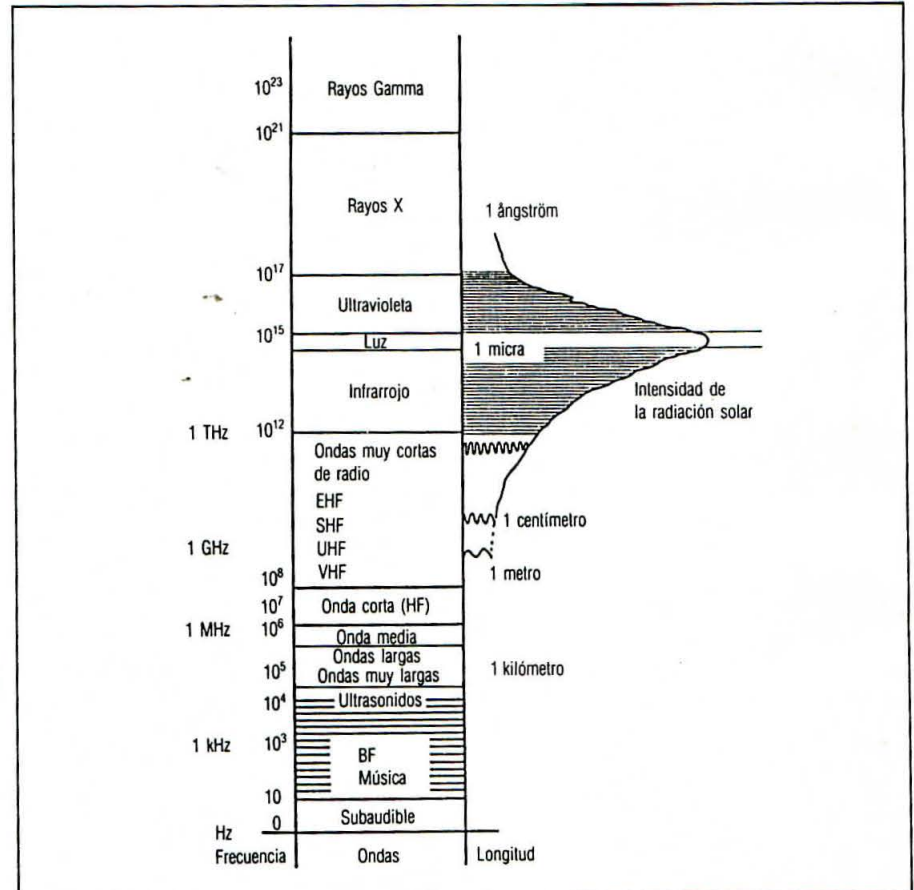 10²³
Rayos Gamma
10²¹
Rayos X
1 ångström
10¹⁷
Ultravioleta
10¹⁵
Luz
1 micra
Infrarrojo
Intensidad de
la radiación solar
1 THz
10¹²
Ondas muy cortas
de radio
EHF
SHF
1 centímetro
1 GHz
UHF
VHF
1 metro
10⁸
10⁷
Onda corta (HF)
1 MHz
10⁶
Onda media
Ondas largas
10⁵
Ondas muy largas
1 kilómetro
10⁴
Ultrasonidos
1 kHz
10³
BF
Música
10
Subaudible
0
Hz
Frecuencia
Ondas
Longitud